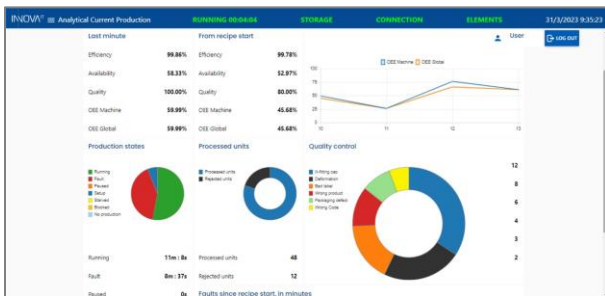 INNOVA Analytical Current Production RUNNING 00:04:04 STORAGE CONNECTION ELEMENTS 31/3/2023 9:35:23
Last minute From recipe start User LOG OUT
Efficiency 99.86% Efficiency 99.78%
Availability 58.33% Availability 52.97%
Quality 100.00% Quality 80.00%
OEE Machine 59.99% OEE Machine 45.68%
OEE Global 59.99% OEE Global 45.68%
OEE Machine OEE Global
100
75
50
25
0
10 11 12 13
Production states Processed units Quality control
Running
Fault
Paused
Setup
Starved
Blocked
No production
Processed units
Rejected units
Deformation
Bad label
Wrong product
Packaging defect
Wrong Code
12
8
6
4
3
2
Running 11m : 8s Processed units 48
Fault 8m : 37s Rejected units 12
Paused 0s Faults since recipe start, in minutes